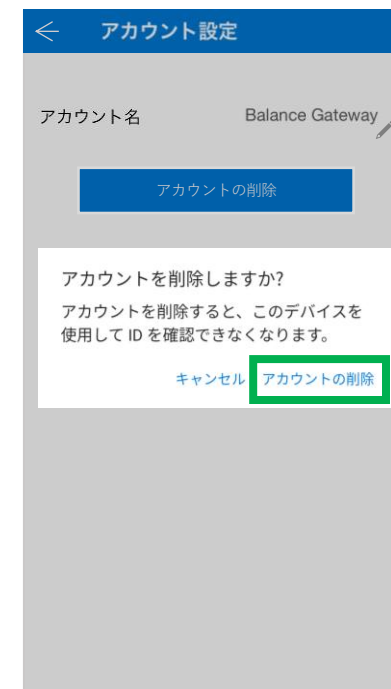 アカウント設定
アカウント名 Balance Gateway
アカウントの削除
アカウントを削除しますか?
アカウントを削除すると、このデバイスを
使用して ID を確認できなくなります。
キャンセル アカウントの削除